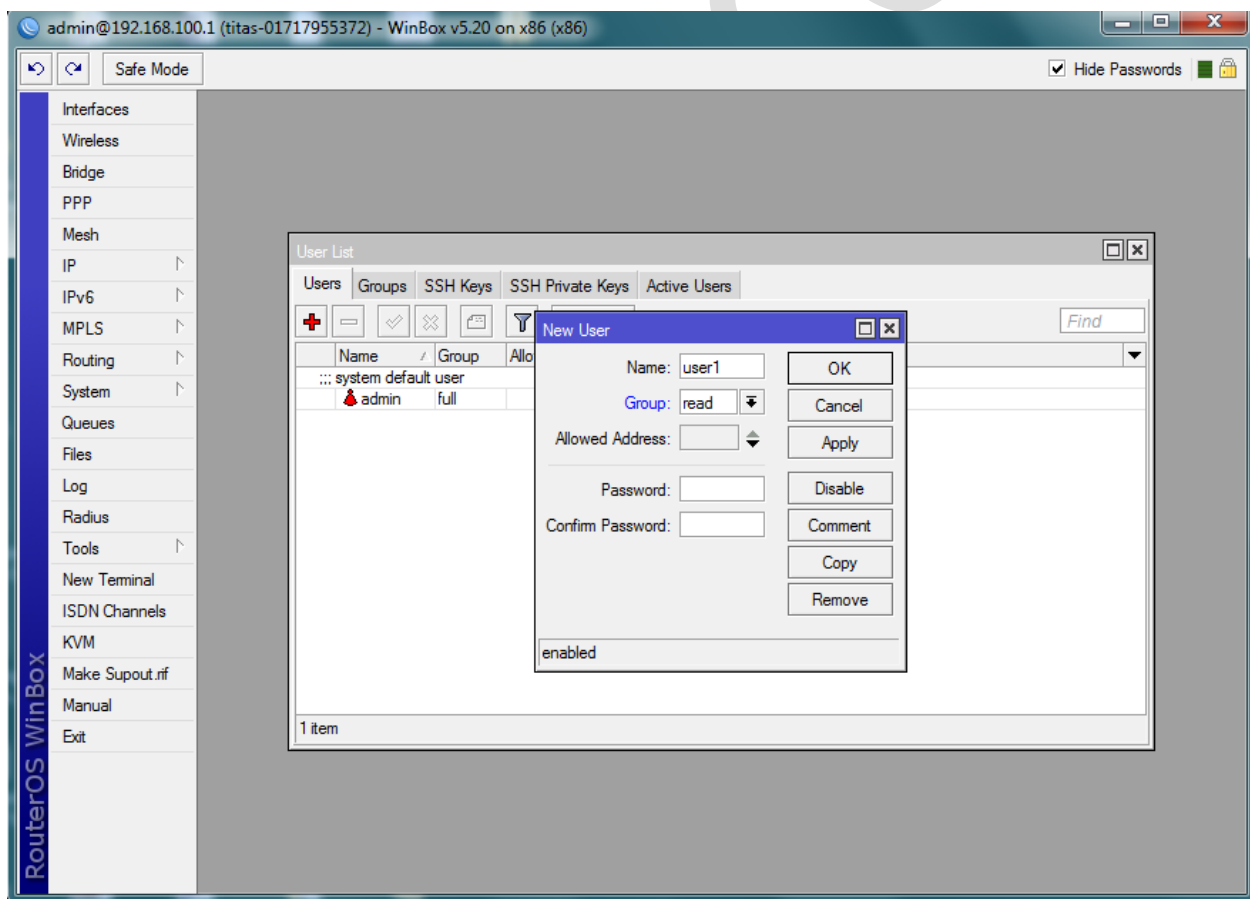 admin@192.168.100.1 (titas-01717955372) - WinBox v5.20 on x86 (x86)
Safe Mode
Hide Passwords
Interfaces
Wireless
Bridge
PPP
Mesh
IP
IPv6
MPLS
Routing
System
Queues
Files
Log
Radius
Tools
New Terminal
ISDN Channels
KVM
Make Supout.rif
Manual
Exit
RouterOS WinBox
User List
Users Groups SSH Keys SSH Private Keys Active Users
Find
Name Group Allo
;;; system default user
admin full
1 item
New User
Name: user1
Group: read
Allowed Address:
Password:
Confirm Password:
OK
Cancel
Apply
Disable
Comment
Copy
Remove
enabled